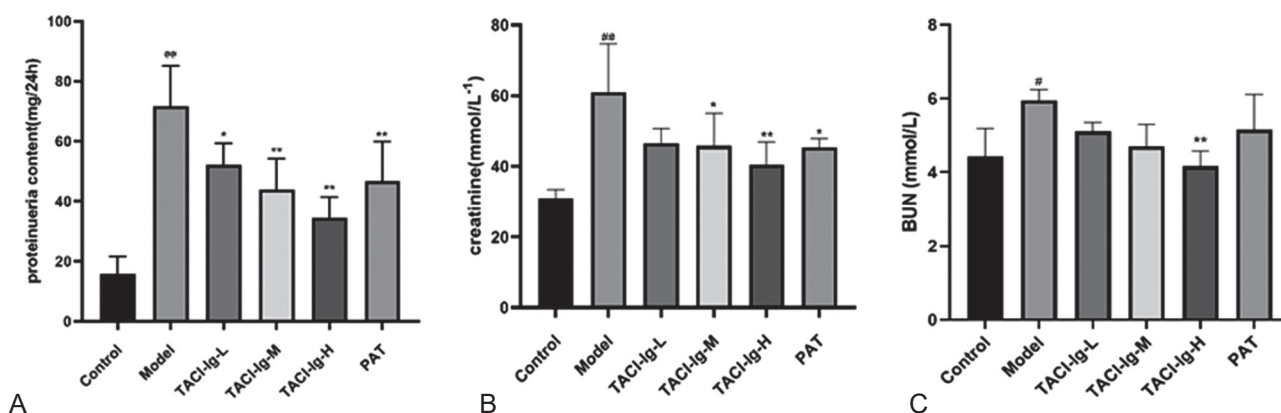 proteinueria content(mg/24h)
100
80
60
40
20
0
##
*
**
**
**
Control
Model
TACI-Ig-L
TACI-Ig-M
TACI-Ig-H
PAT
A
creatinine(mmol/L⁻¹)
80
60
40
20
0
##
*
**
*
Control
Model
TACI-Ig-L
TACI-Ig-M
TACI-Ig-H
PAT
B
BUN (mmol/L)
8
6
4
2
0
#
**
Control
Model
TACI-Ig-L
TACI-Ig-M
TACI-Ig-H
PAT
C